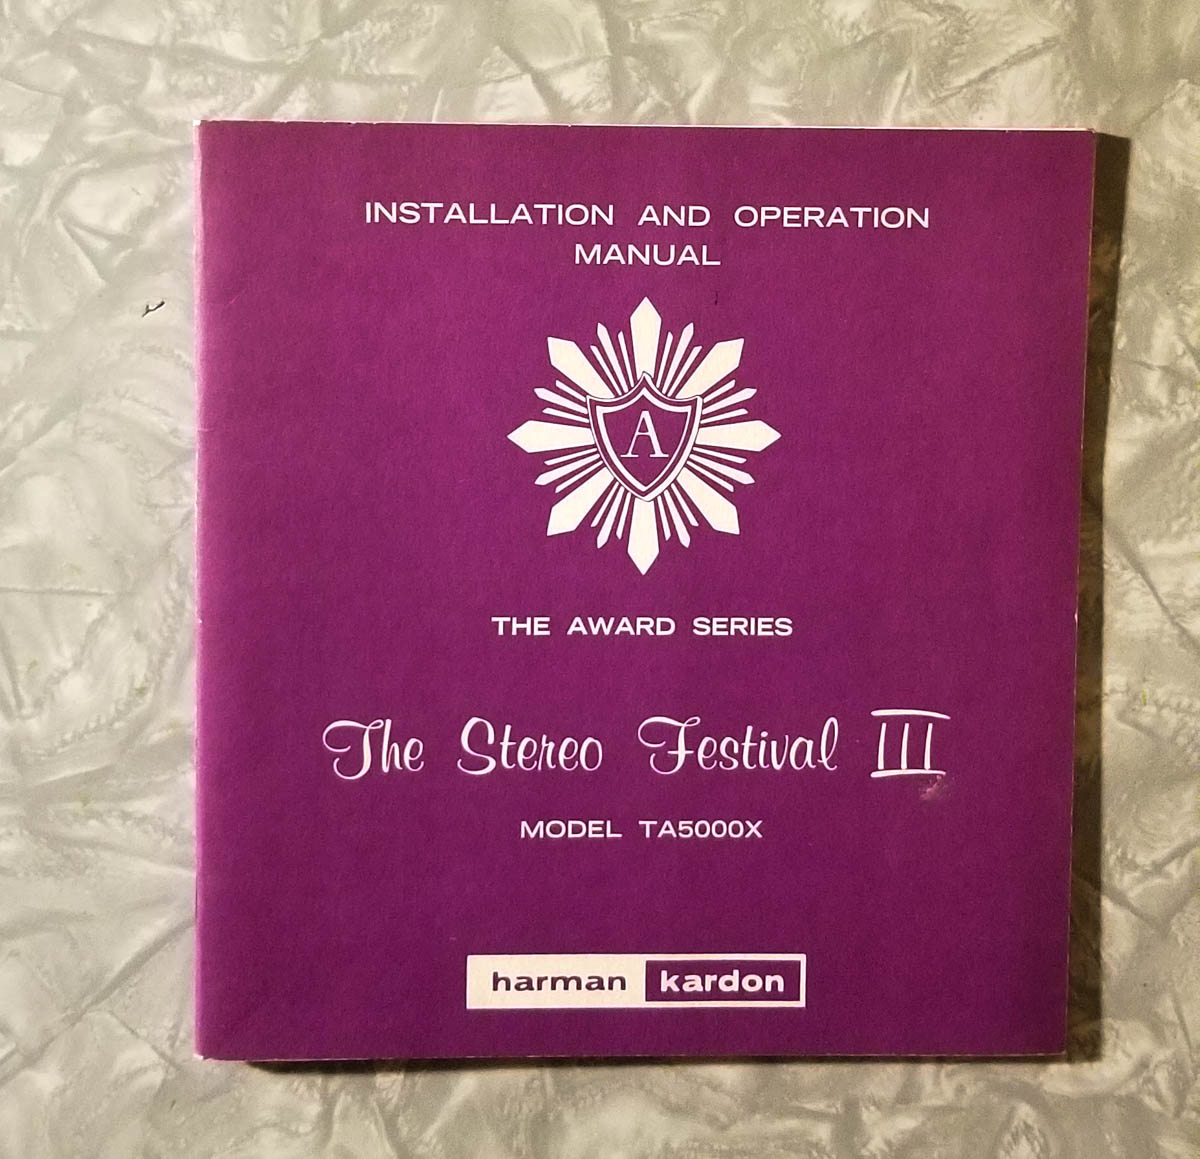 INSTALLATION AND OPERATION
MANUAL
A
THE AWARD SERIES
The Stereo Festival III
MODEL TA5000X
harman kardon